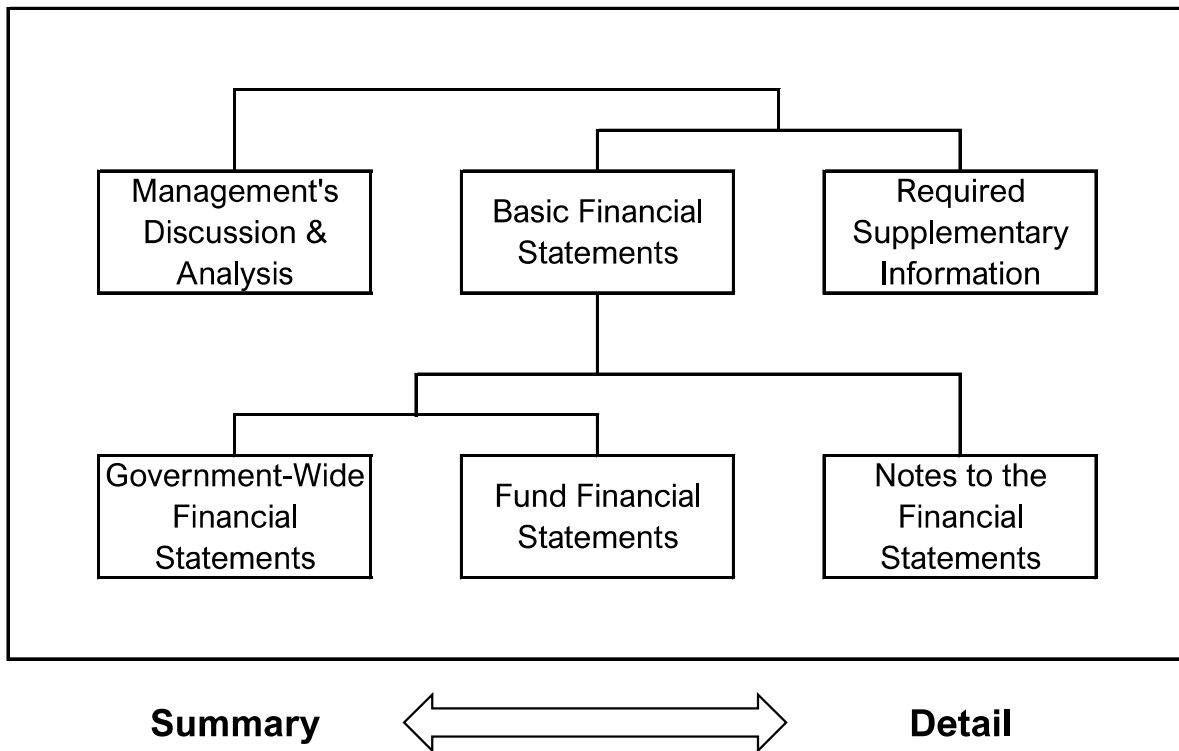 Management's
Discussion &
Analysis
Basic Financial
Statements
Required
Supplementary
Information
Government-Wide
Financial
Statements
Fund Financial
Statements
Notes to the
Financial
Statements
Summary
Detail